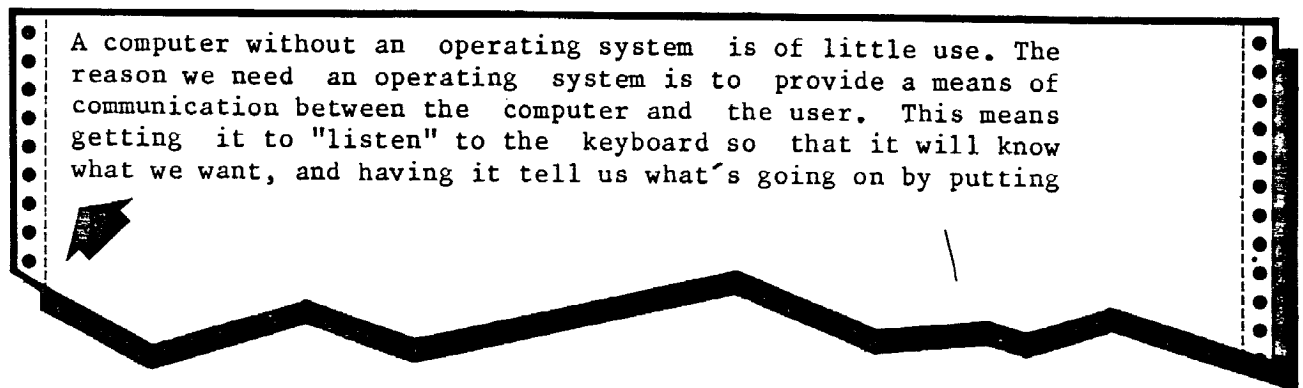 A computer without an  operating system  is of little use. The
reason we need  an operating  system is to  provide a means of
communication between the  computer and  the user.  This means
getting  it to "listen" to the  keyboard so  that it will know
what we want, and having it tell us what´s going on by putting